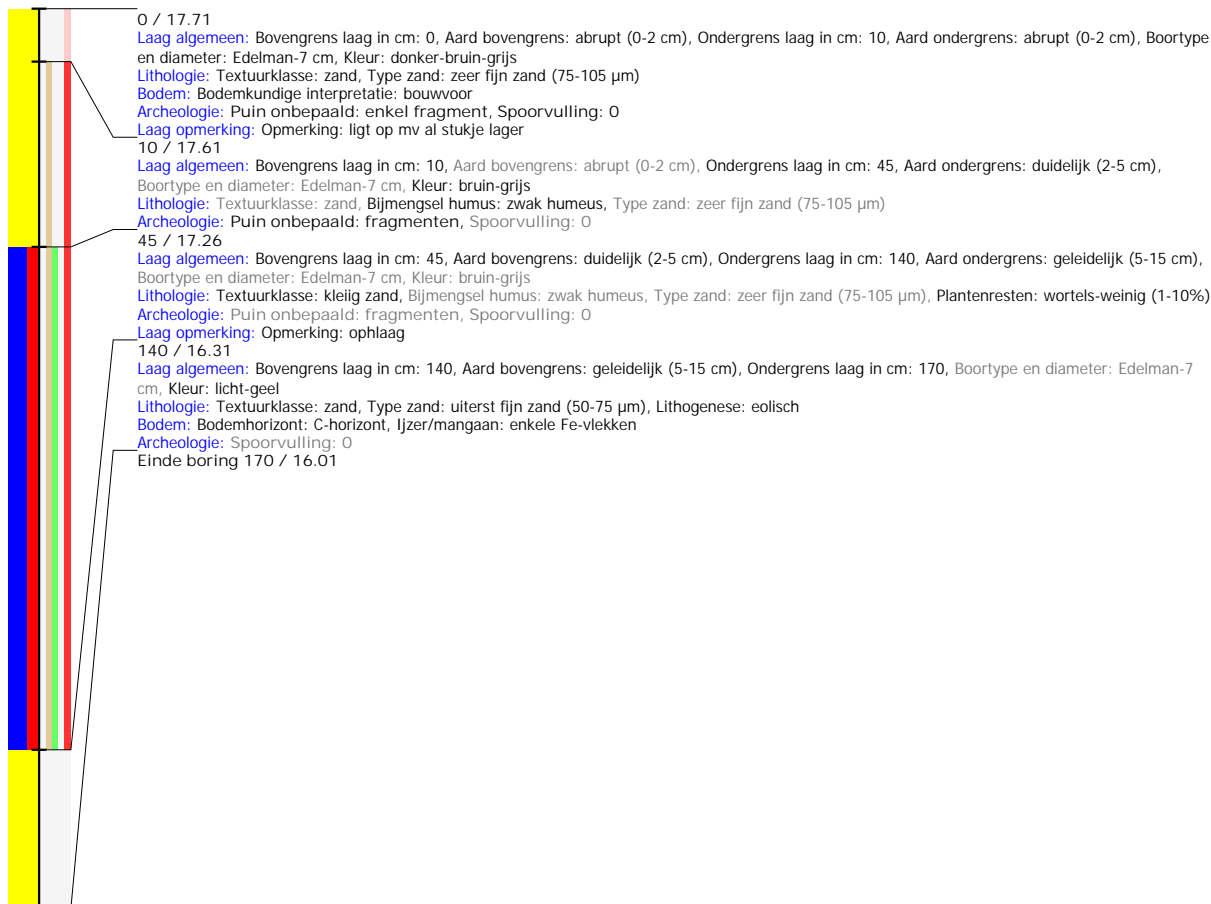 0 / 17.71
Laag algemeen: Bovengrens laag in cm: 0, Aard bovengrens: abrupt (0-2 cm), Ondergrens laag in cm: 10, Aard ondergrens: abrupt (0-2 cm), Boortype
en diameter: Edelman-7 cm, Kleur: donker-bruin-grijs
Lithologie: Textuurklasse: zand, Type zand: zeer fijn zand (75-105 µm)
Bodem: Bodemkundige interpretatie: bouwvoor
Archeologie: Puin onbepaald: enkel fragment, Spoorvulling: 0
Laag opmerking: Opmerking: ligt op mv al stukje lager
10 / 17.61
Laag algemeen: Bovengrens laag in cm: 10, Aard bovengrens: abrupt (0-2 cm), Ondergrens laag in cm: 45, Aard ondergrens: duidelijk (2-5 cm),
Boortype en diameter: Edelman-7 cm, Kleur: bruin-grijs
Lithologie: Textuurklasse: zand, Bijmengsel humus: zwak humeus, Type zand: zeer fijn zand (75-105 µm)
Archeologie: Puin onbepaald: fragmenten, Spoorvulling: 0
45 / 17.26
Laag algemeen: Bovengrens laag in cm: 45, Aard bovengrens: duidelijk (2-5 cm), Ondergrens laag in cm: 140, Aard ondergrens: geleidelijk (5-15 cm),
Boortype en diameter: Edelman-7 cm, Kleur: bruin-grijs
Lithologie: Textuurklasse: kleiig zand, Bijmengsel humus: zwak humeus, Type zand: zeer fijn zand (75-105 µm), Plantenresten: wortels-weinig (1-10%)
Archeologie: Puin onbepaald: fragmenten, Spoorvulling: 0
Laag opmerking: Opmerking: ophlaag
140 / 16.31
Laag algemeen: Bovengrens laag in cm: 140, Aard bovengrens: geleidelijk (5-15 cm), Ondergrens laag in cm: 170, Boortype en diameter: Edelman-7
cm, Kleur: licht-geel
Lithologie: Textuurklasse: zand, Type zand: uiterst fijn zand (50-75 µm), Lithogenese: eolisch
Bodem: Bodemhorizont: C-horizont, Ijzer/mangaan: enkele Fe-vlekken
Archeologie: Spoorvulling: 0
Einde boring 170 / 16.01